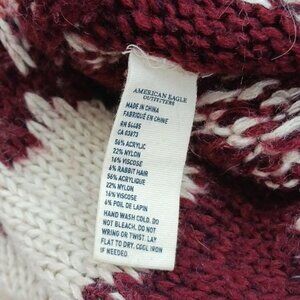 AMERICAN EAGLE
OUTFITTERS
MADE IN CHINA
FABRIQUÉ EN CHINE
RN 54485
CA 03873
56% ACRYLIC
22% NYLON
16% VISCOSE
6% RABBIT HAIR
56% ACRYLIQUE
22% NYLON
16% VISCOSE
6% POIL DE LAPIN
HAND WASH COLD. DO
NOT BLEACH. DO NOT
WRING OR TWIST. LAY
FLAT TO DRY. COOL IRON
IF NEEDED.